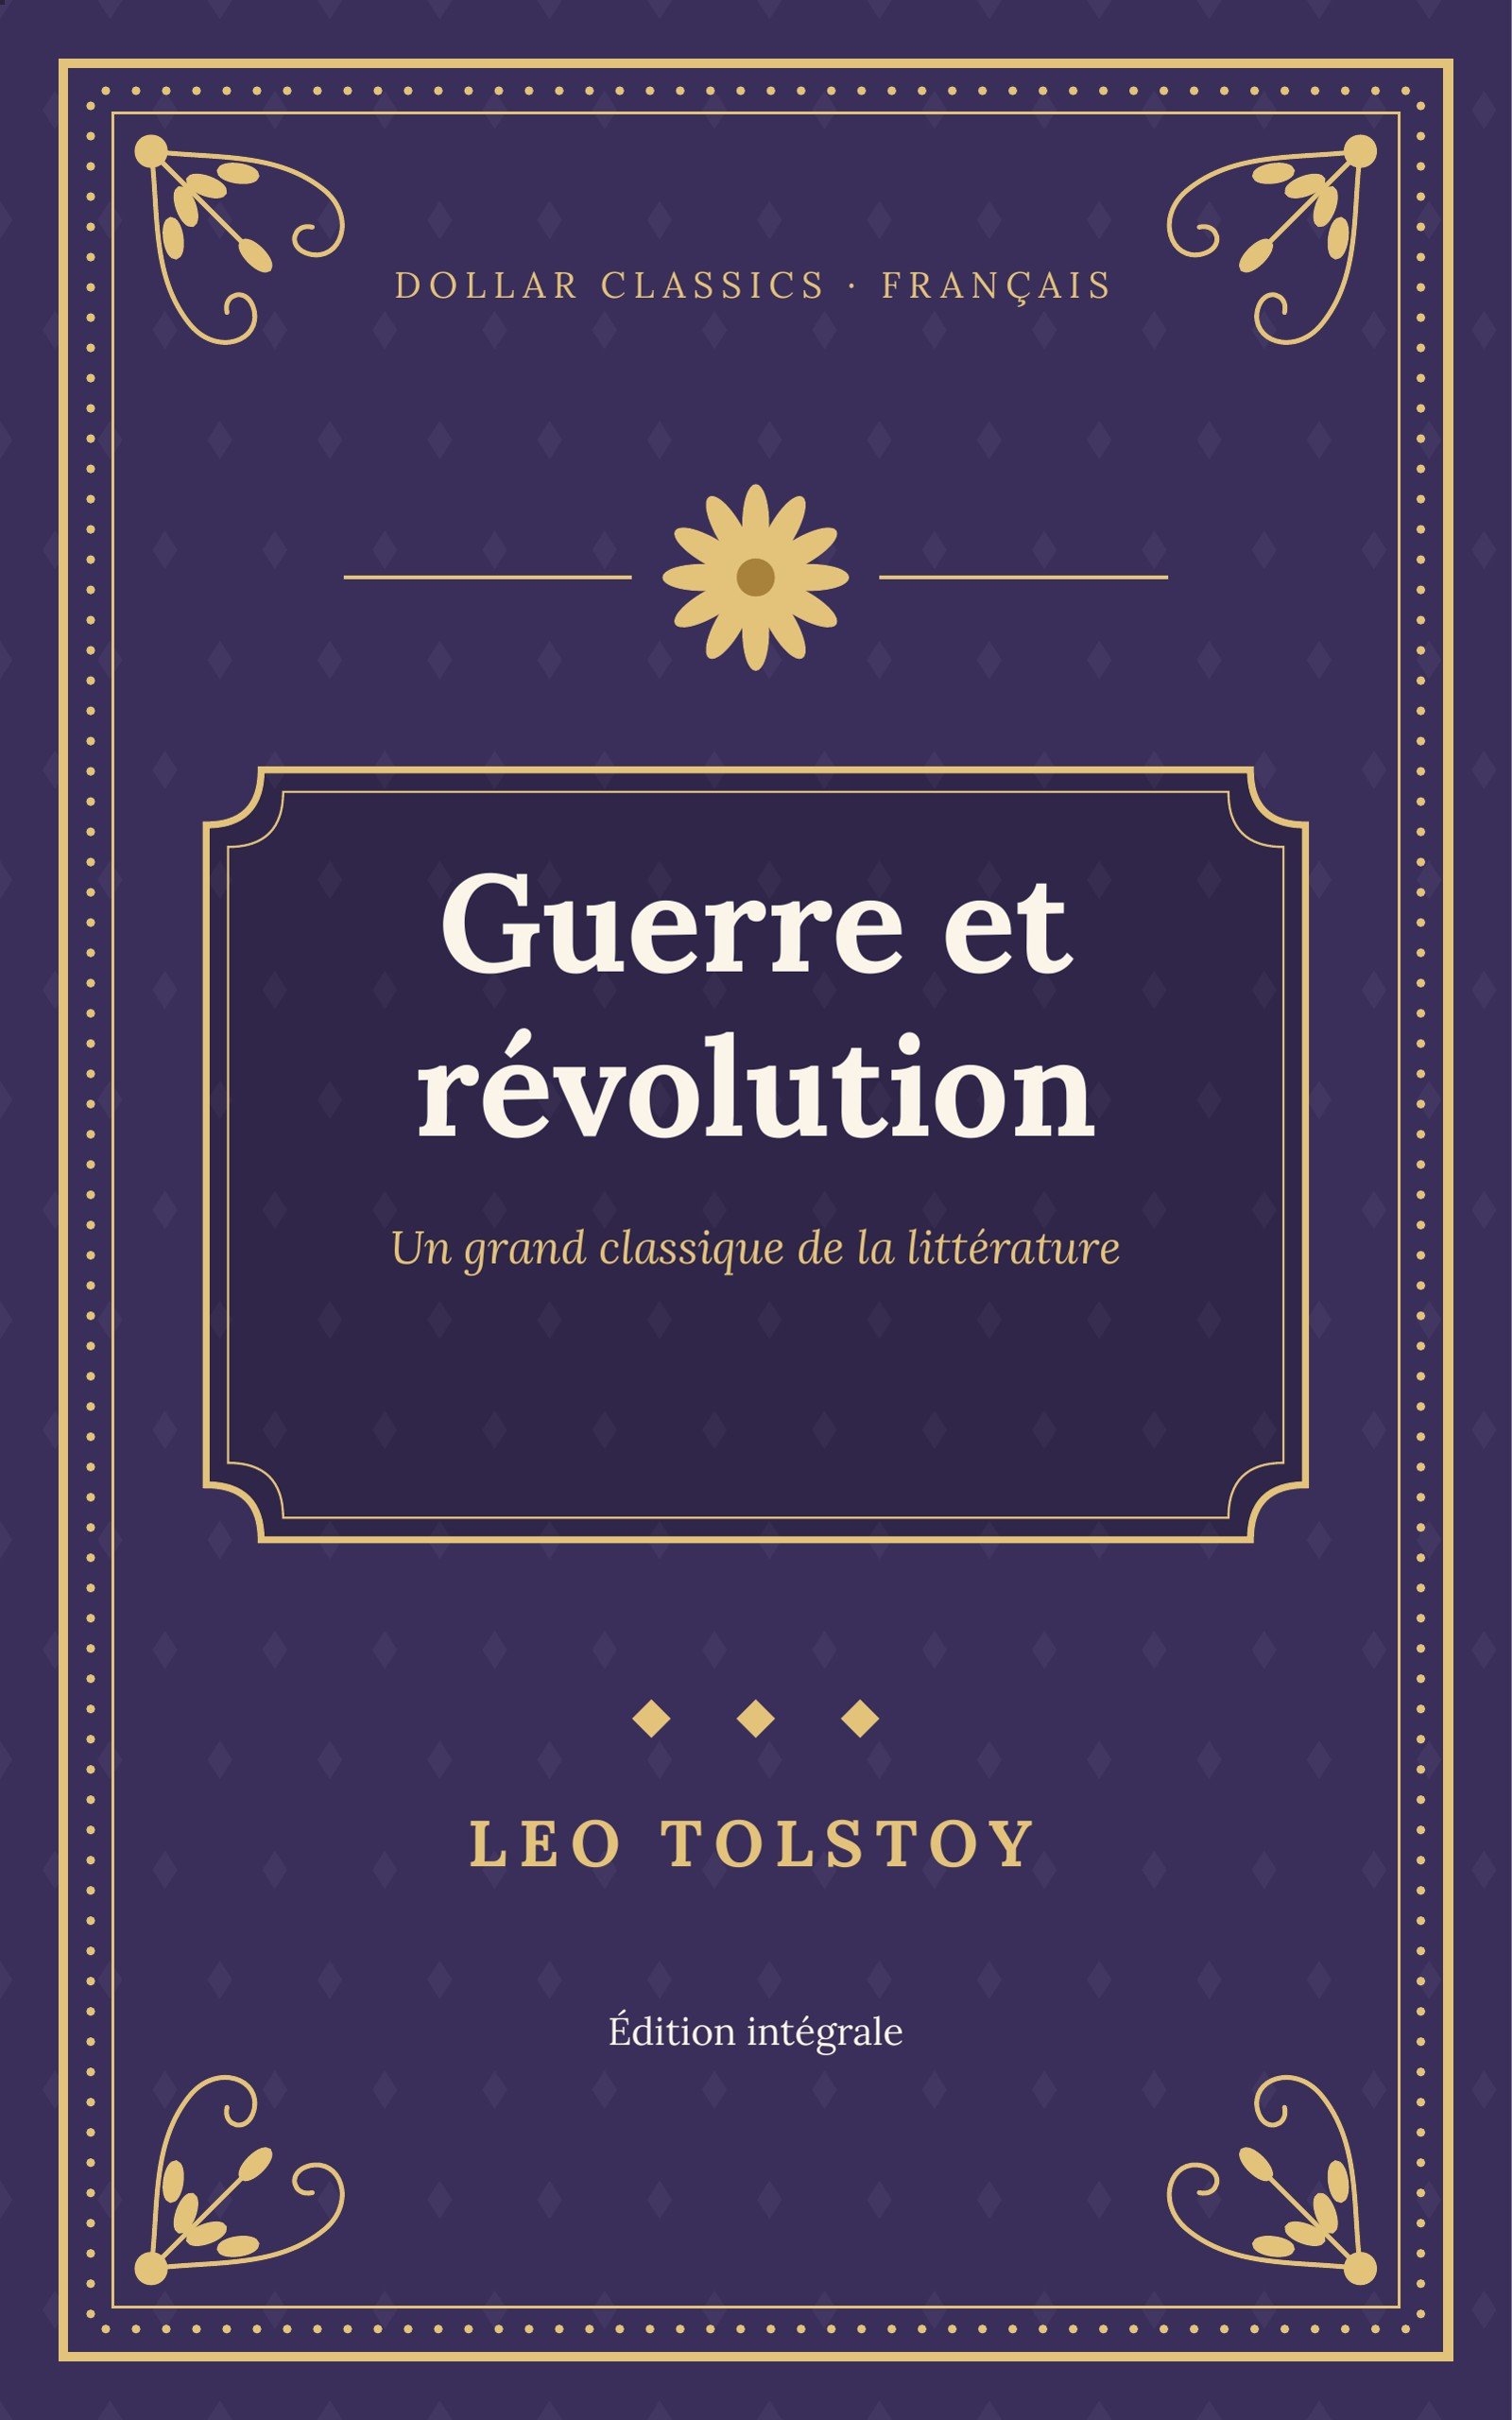 DOLLAR CLASSICS · FRANÇAIS
Guerre et
révolution
Un grand classique de la littérature
LEO TOLSTOY
Édition intégrale